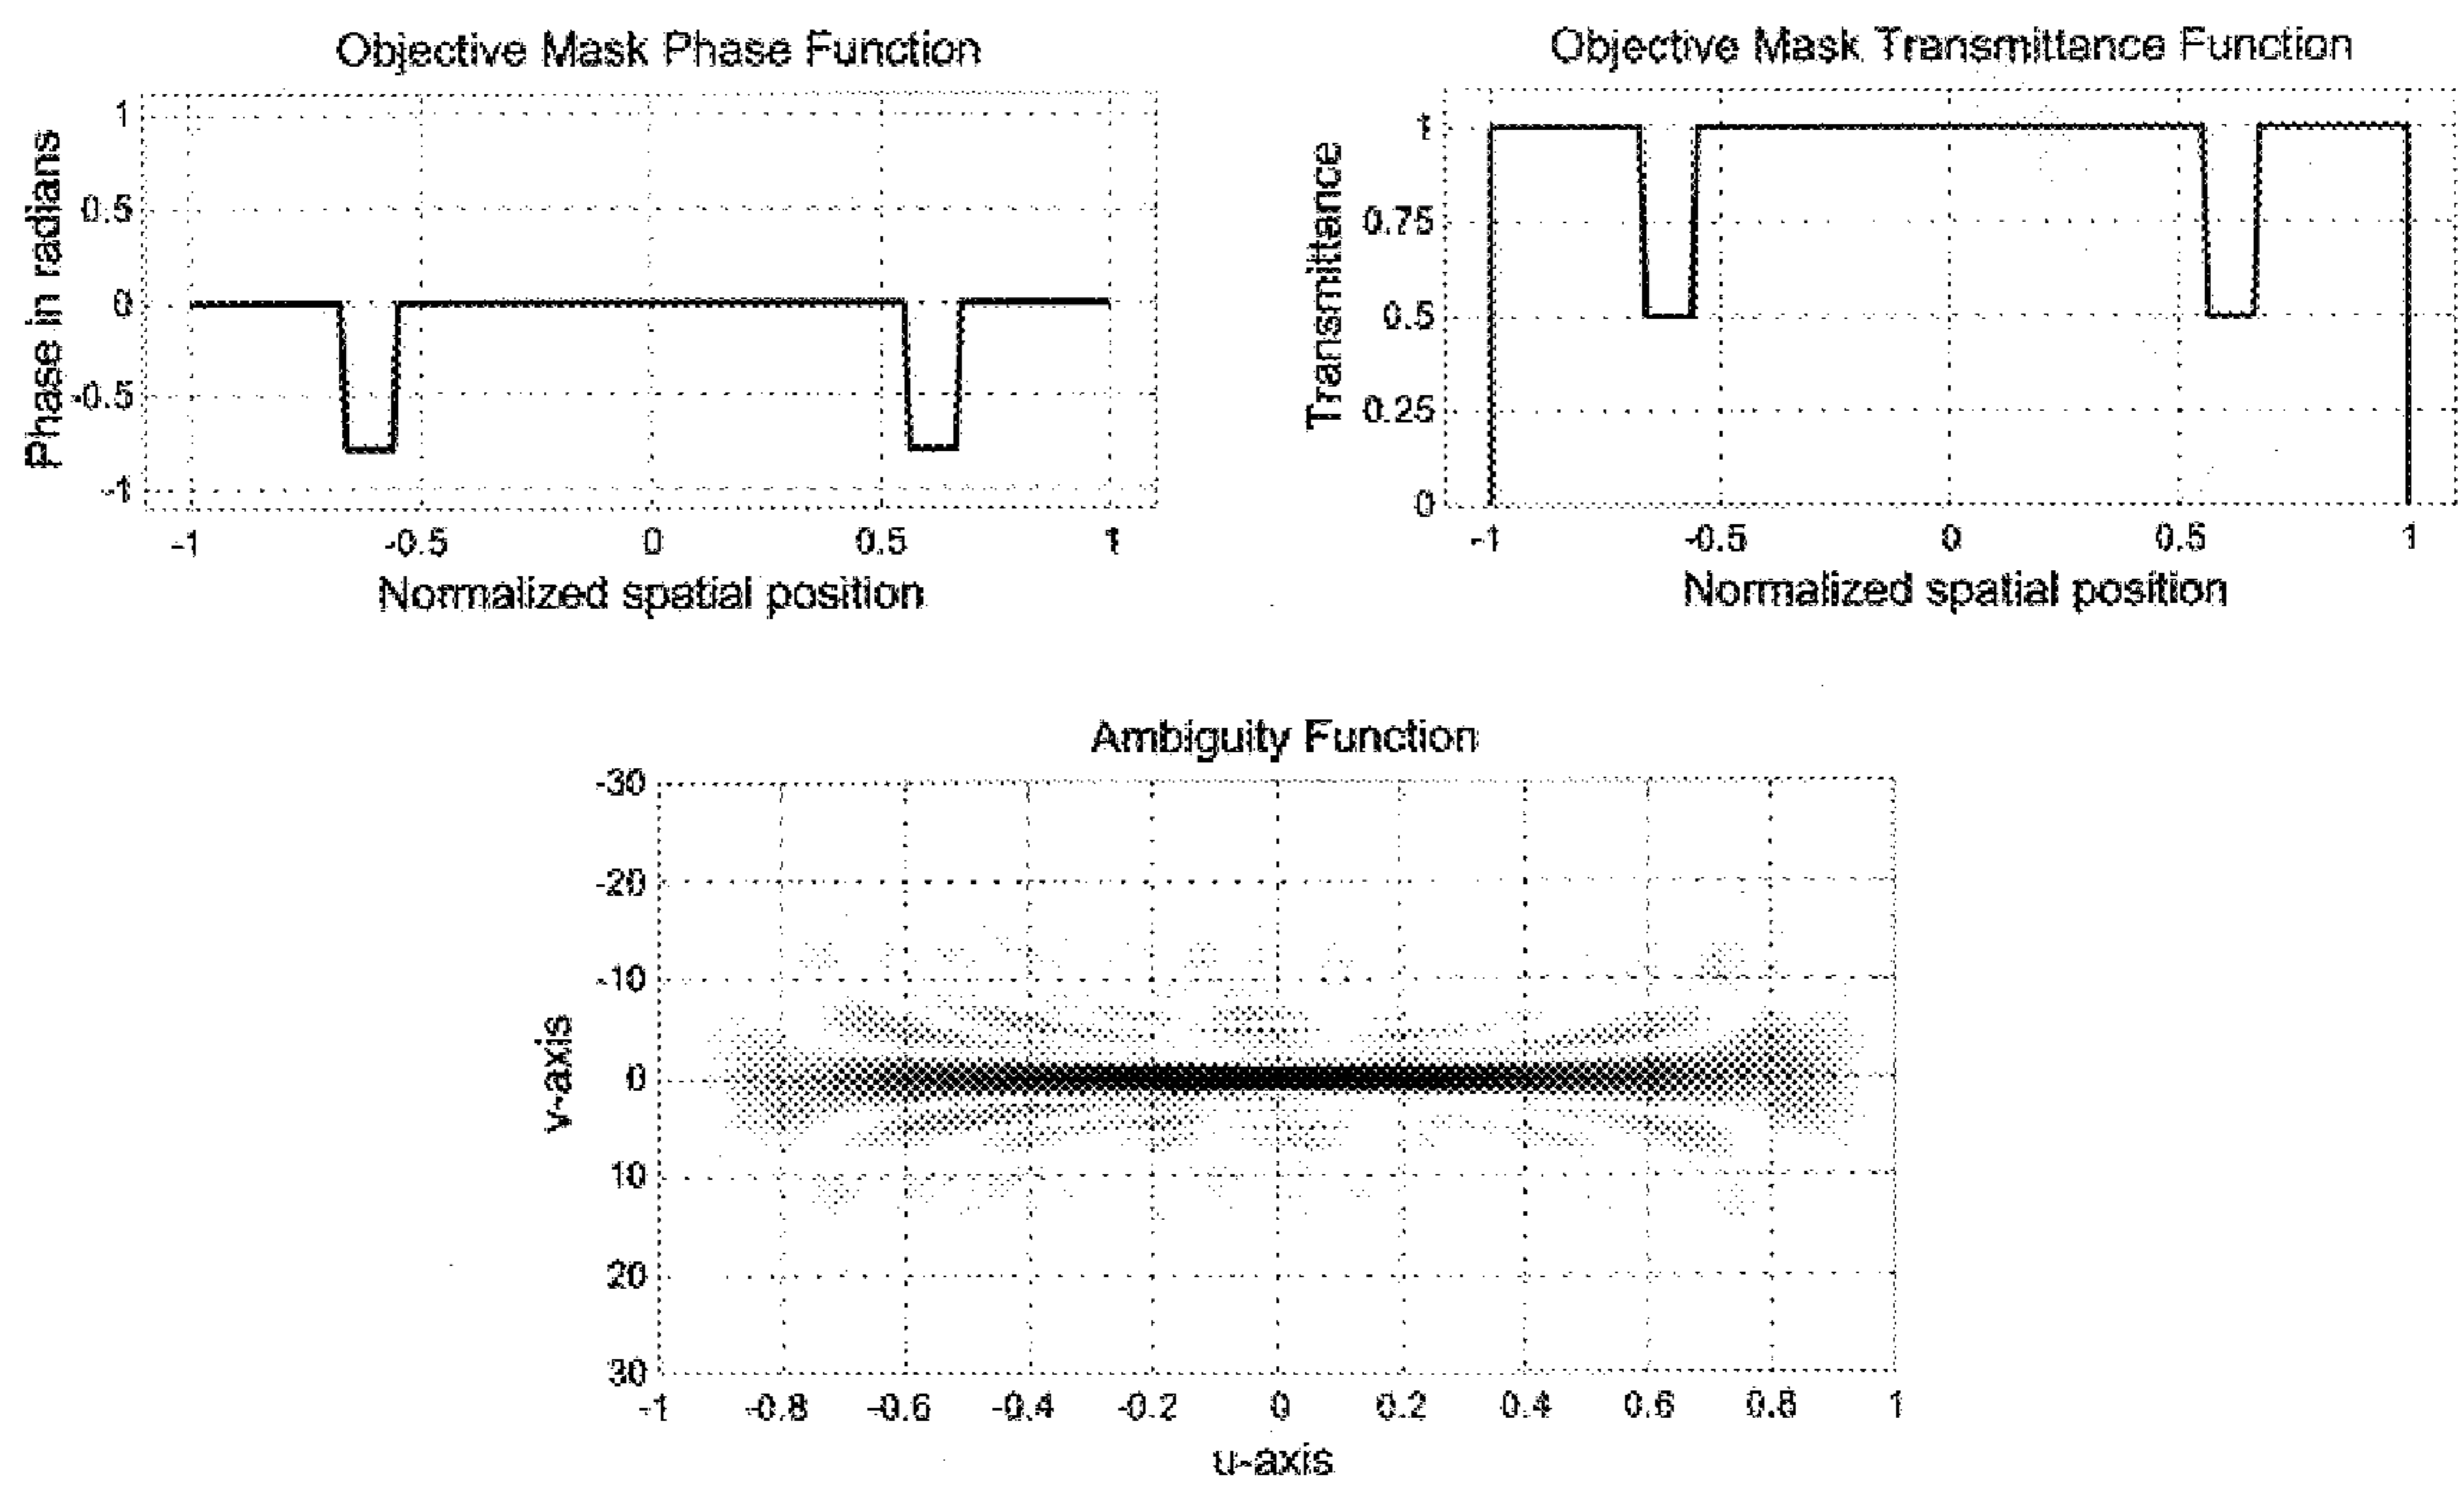 Objective Mask Phase Function
Phase in radians
1
0.5
0
-0.5
-1
-1 -0.5 0 0.5 1
Normalized spatial position
Objective Mask Transmittance Function
Transmittance
1
0.75
0.5
0.25
0
-1 -0.5 0 0.5 1
Normalized spatial position
Ambiguity Function
v-axis
-30
-20
-10
0
10
20
30
-1 -0.8 -0.6 -0.4 -0.2 0 0.2 0.4 0.6 0.8 1
u-axis